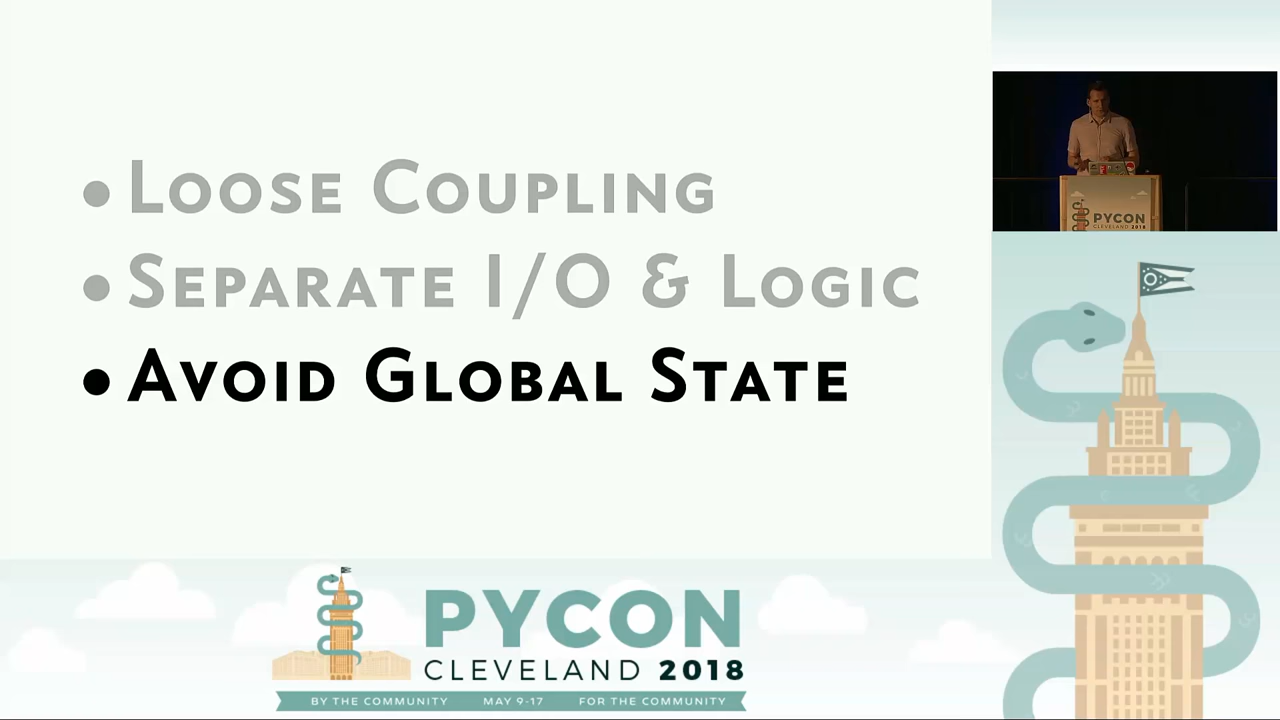 • Loose Coupling
• Separate I/O & Logic
• Avoid Global State
PYCON
CLEVELAND 2018
PYCON
CLEVELAND 2018
BY THE COMMUNITY MAY 9-17 FOR THE COMMUNITY